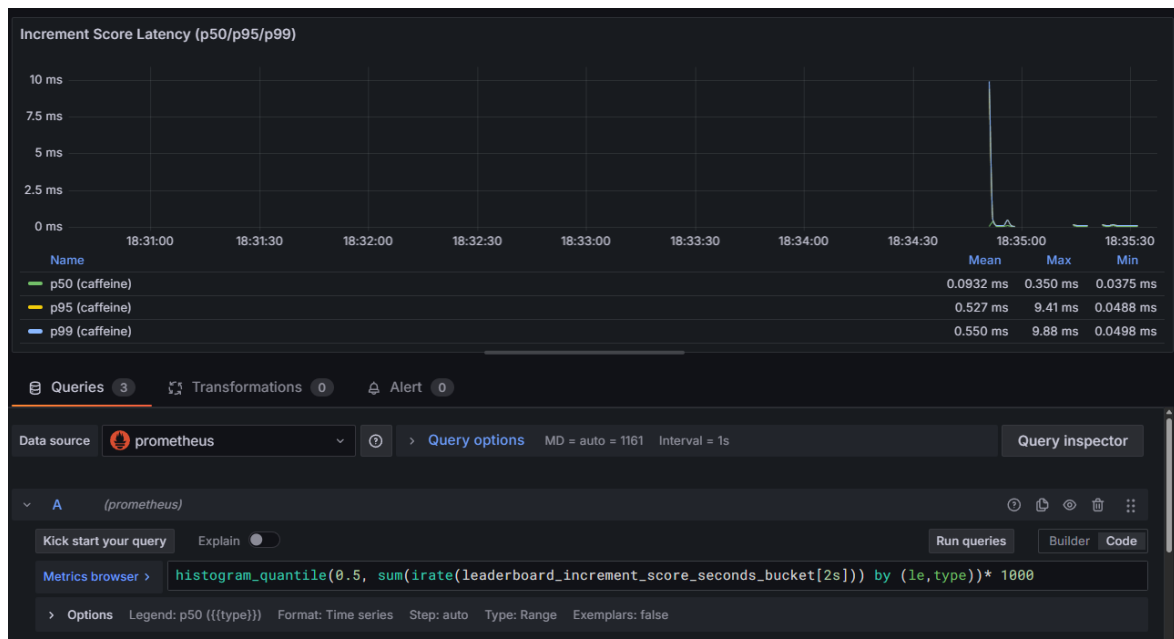 Increment Score Latency (p50/p95/p99)
10 ms
7.5 ms
5 ms
2.5 ms
0 ms
18:31:00 18:31:30 18:32:00 18:32:30 18:33:00 18:33:30 18:34:00 18:34:30 18:35:00 18:35:30
Name Mean Max Min
p50 (caffeine) 0.0932 ms 0.350 ms 0.0375 ms
p95 (caffeine) 0.527 ms 9.41 ms 0.0488 ms
p99 (caffeine) 0.550 ms 9.88 ms 0.0498 ms
Queries 3 Transformations 0 Alert 0
Data source prometheus Query options MD = auto = 1161 Interval = 1s Query inspector
A (prometheus)
Kick start your query Explain Run queries Builder Code
Metrics browser > histogram_quantile(0.5, sum(irate(leaderboard_increment_score_seconds_bucket[2s])) by (le,type))* 1000
> Options Legend: p50 ({{type}}) Format: Time series Step: auto Type: Range Exemplars: false